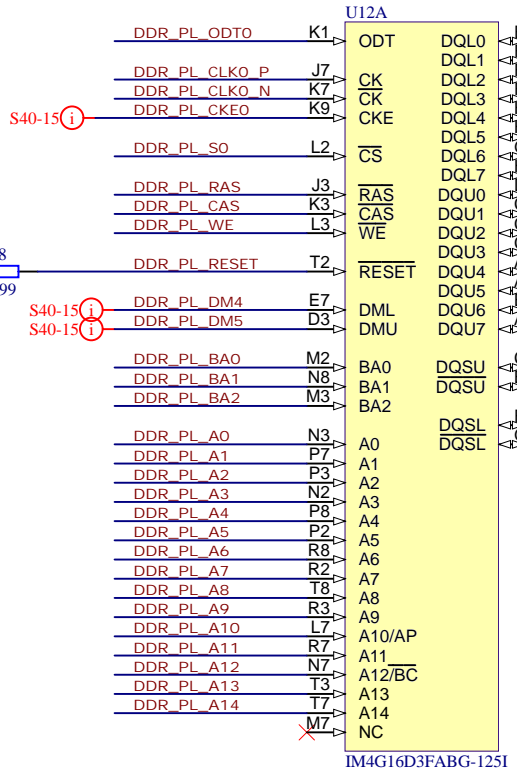 U12A
DDR_PL_ODT0 K1 ODT DQL0
DQL1
DDR_PL_CLK0_P J7 CK DQL2
DDR_PL_CLK0_N K7 CK DQL3
S40-15 i DDR_PL_CKE0 K9 CKE DQL4
DQL5
DDR_PL_S0 L2 CS DQL6
DQL7
DDR_PL_RAS J3 RAS DQU0
DDR_PL_CAS K3 CAS DQU1
DDR_PL_WE L3 WE DQU2
DQU3
8
DDR_PL_RESET T2 RESET DQU4
99
DQU5
S40-15 i DDR_PL_DM4 E7 DML DQU6
S40-15 i DDR_PL_DM5 D3 DMU DQU7
DDR_PL_BA0 M2 BA0 DQSU
DDR_PL_BA1 N8 BA1 DQSU
DDR_PL_BA2 M3 BA2
DQSL
DDR_PL_A0 N3 A0 DQSL
DDR_PL_A1 P7 A1
DDR_PL_A2 P3 A2
DDR_PL_A3 N2 A3
DDR_PL_A4 P8 A4
DDR_PL_A5 P2 A5
DDR_PL_A6 R8 A6
DDR_PL_A7 R2 A7
DDR_PL_A8 T8 A8
DDR_PL_A9 R3 A9
DDR_PL_A10 L7 A10/AP
DDR_PL_A11 R7 A11
DDR_PL_A12 N7 A12/BC
DDR_PL_A13 T3 A13
DDR_PL_A14 T7 A14
M7 NC
IM4G16D3FABG-125I